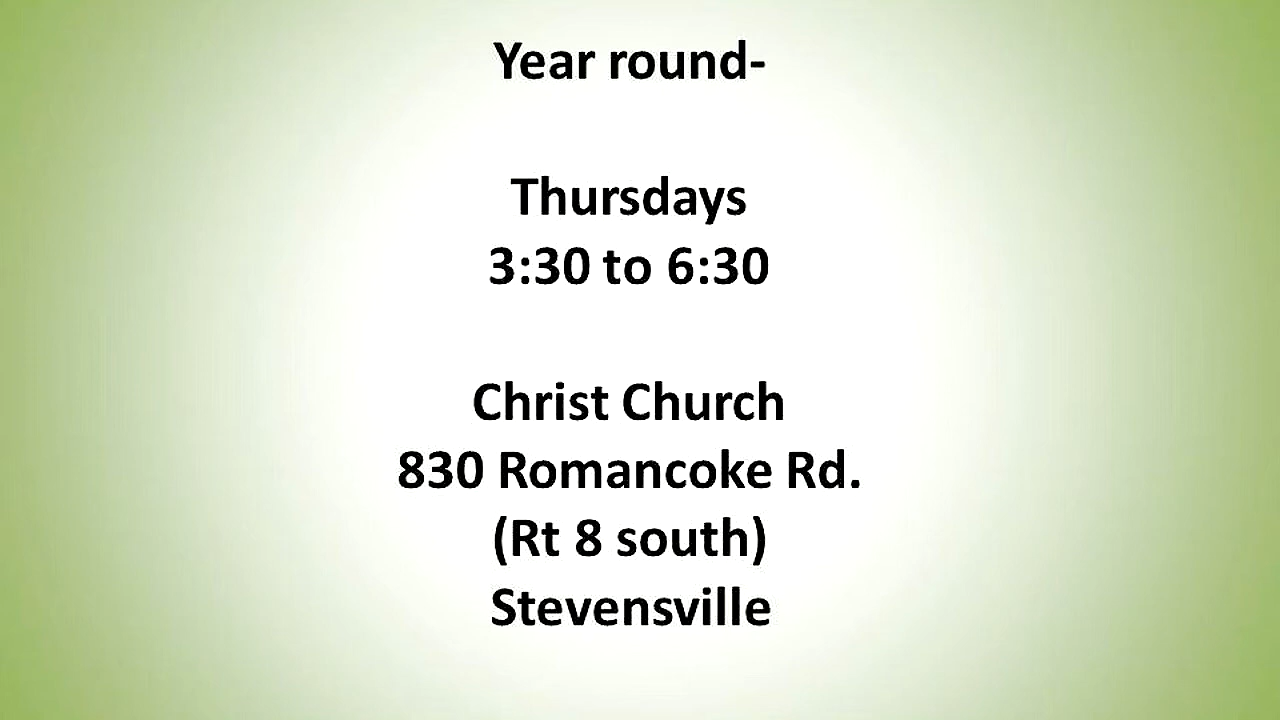 Year round-
Thursdays
3:30 to 6:30
Christ Church
830 Romancoke Rd.
(Rt 8 south)
Stevensville